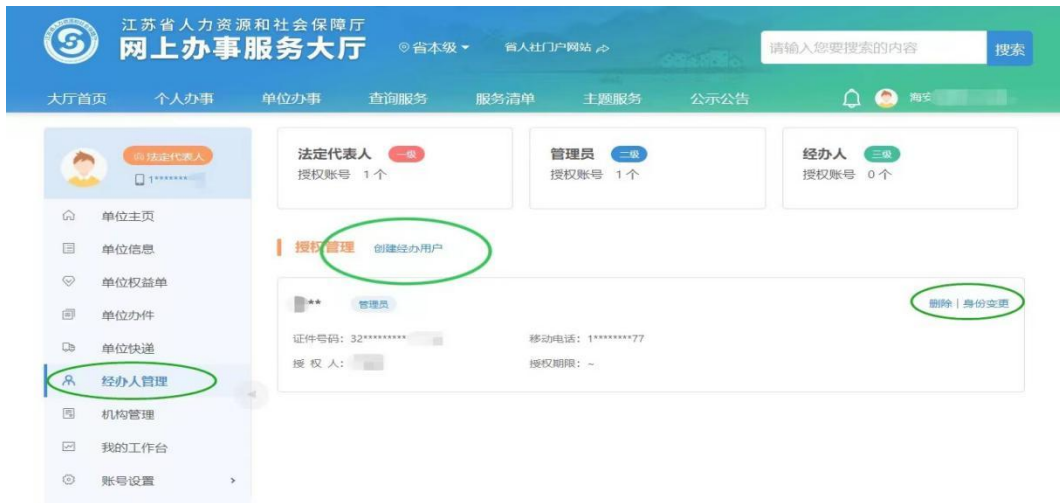 江苏省人力资源和社会保障厅
网上办事服务大厅
省本级
省人社门户网站
请输入您要搜索的内容
搜索
大厅首页 个人办事 单位办事 查询服务 服务清单 主题服务 公示公告 海安
法定代表人
1*******
单位主页
单位信息
单位权益单
单位办件
单位快递
经办人管理
机构管理
我的工作台
账号设置 >
法定代表人 一级
授权账号 1个
管理员 二级
授权账号 1个
经办人 三级
授权账号 0个
授权管理 创建经办用户
** 管理员
删除 | 身份变更
证件号码: 32*********
移动电话: 1********77
授权人:
授权期限: ~